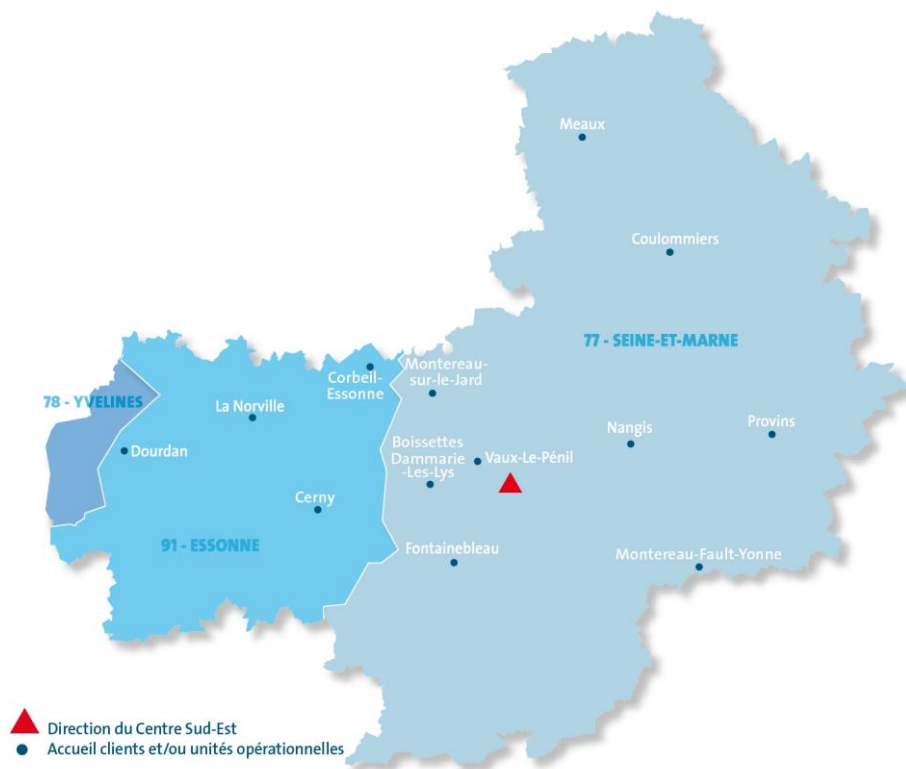 Meaux
Coulommiers
77 - SEINE-ET-MARNE
Corbeil-
Essonne
Montereau
sur-le-Jard
78 - YVELINES
La Norville
Dourdan
Boissettes
Dammarie
-Les-Lys
Vaux-Le-Pénil
Nangis
Provins
Cerny
91 - ESSONNE
Fontainebleau
Montereau-Fault-Yonne
Direction du Centre Sud-Est
Accueil clients et/ou unités opérationnelles